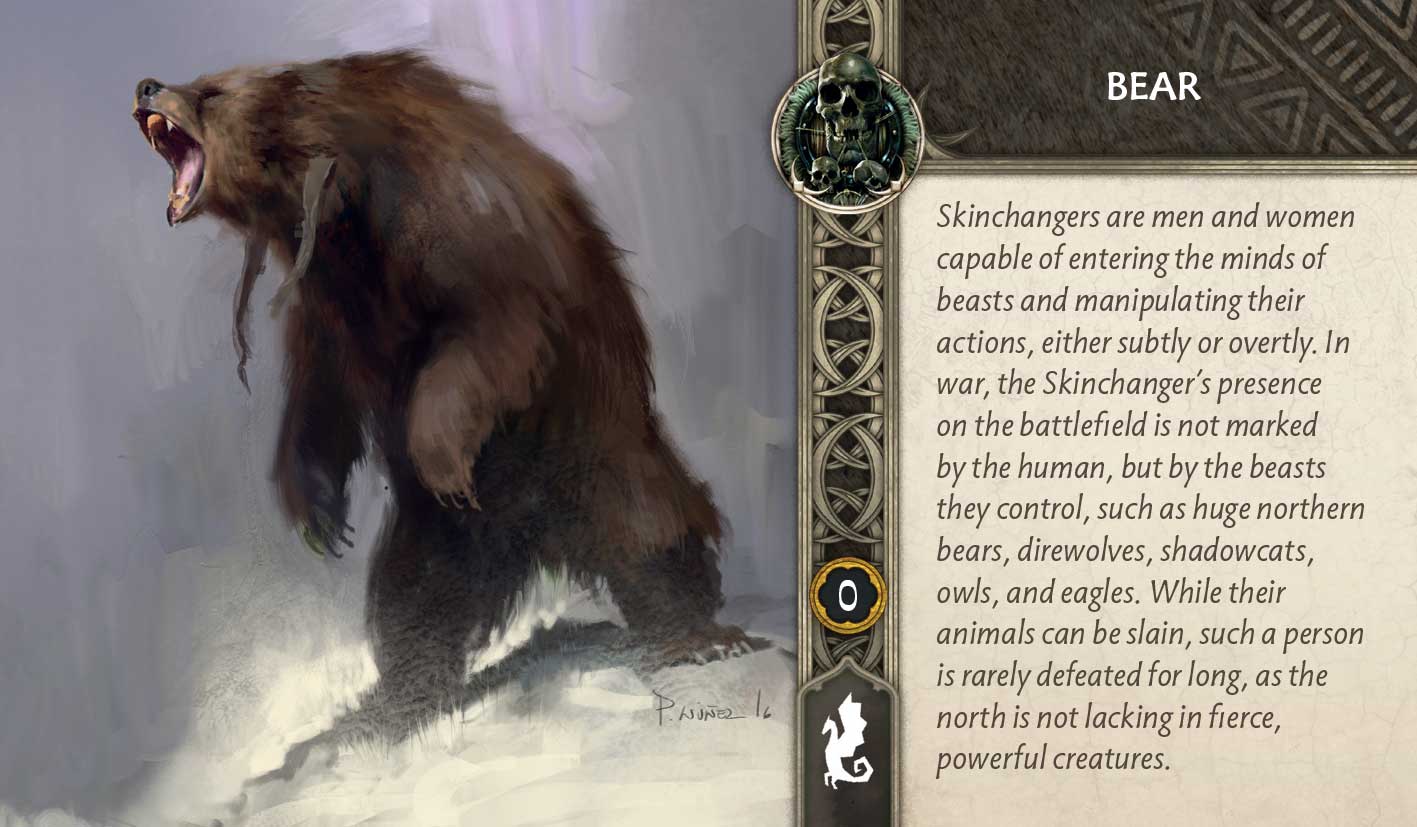 BEAR
Skinchangers are men and women
capable of entering the minds of
beasts and manipulating their
actions, either subtly or overtly. In
war, the Skinchanger's presence
on the battlefield is not marked
by the human, but by the beasts
they control, such as huge northern
bears, direwolves, shadowcats,
owls, and eagles. While their
animals can be slain, such a person
is rarely defeated for long, as the
north is not lacking in fierce,
powerful creatures.
0
P. NÚÑEZ 16